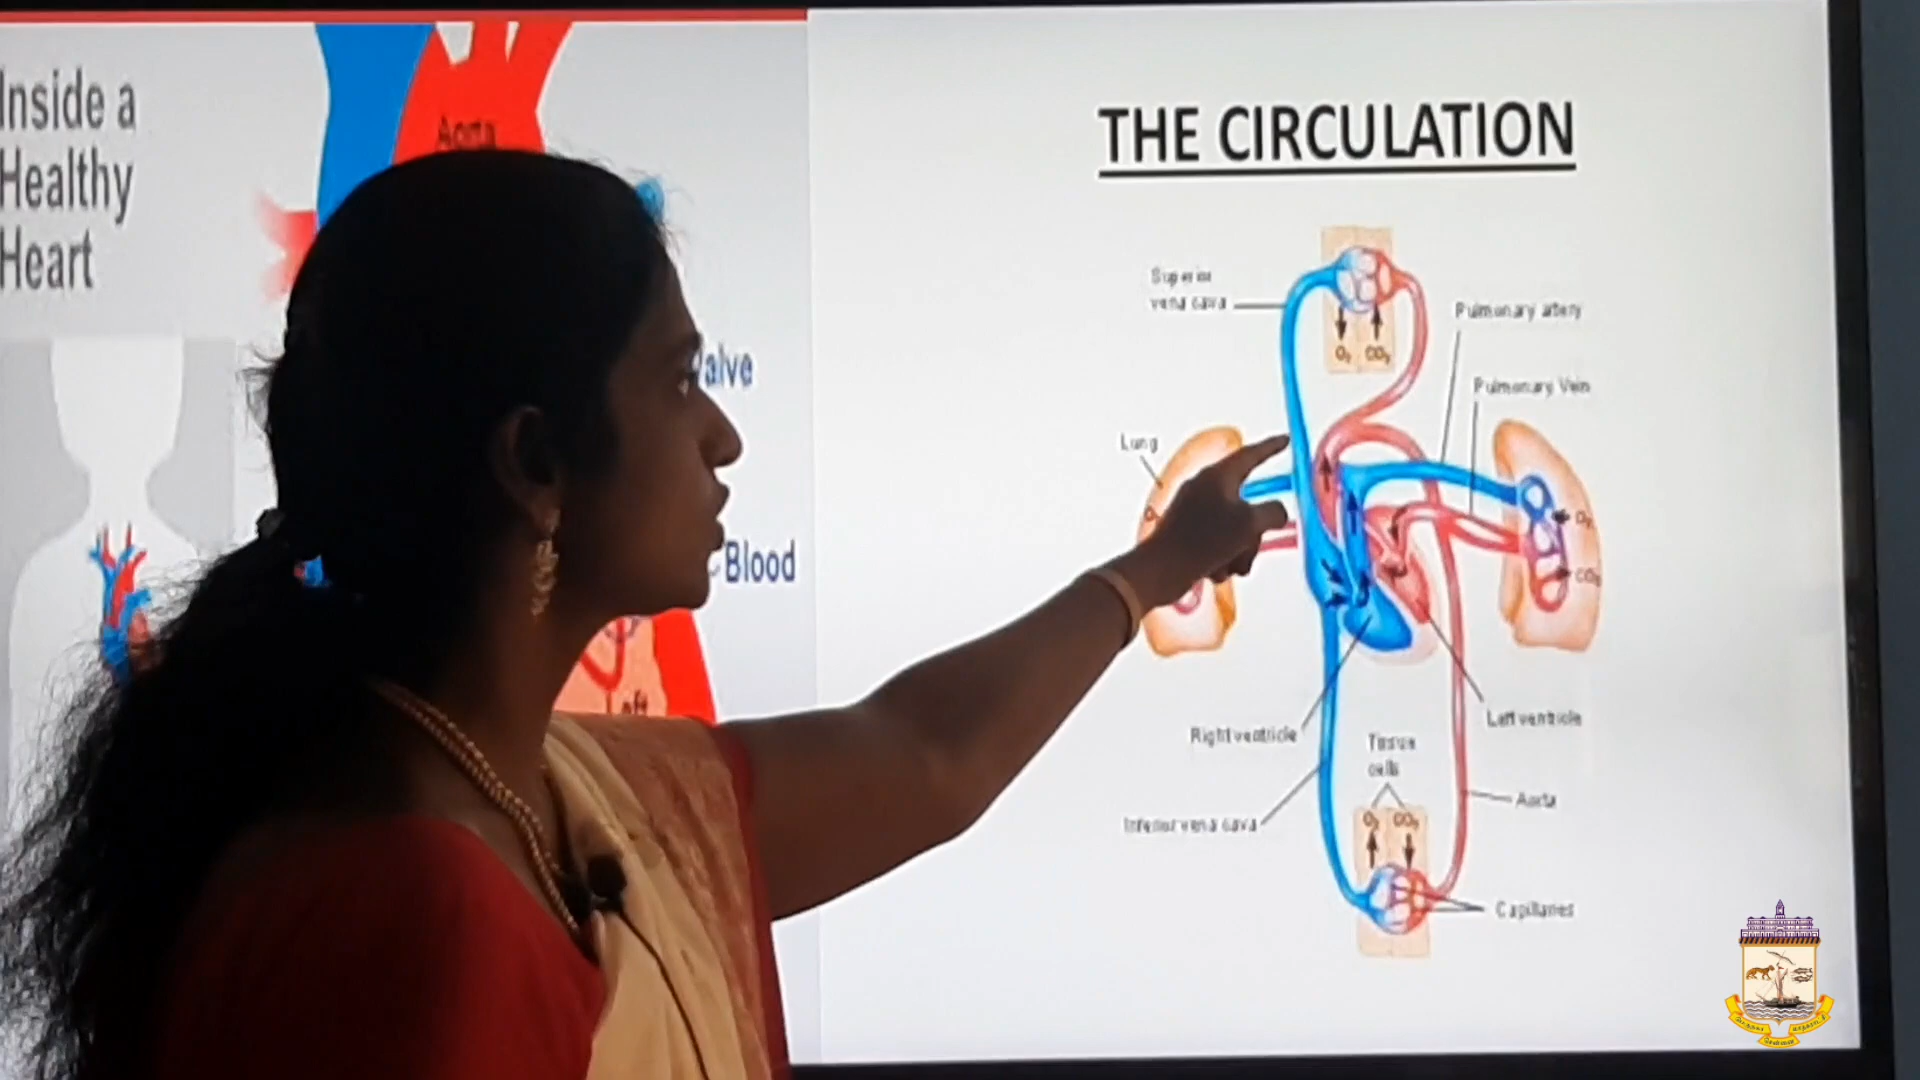 Inside a
Healthy
Heart
Aorta
Valve
Blood
Left
THE CIRCULATION
Superior
vena cava
Pulmonary artery
Pulmonary Vein
Lung
O₂ CO₂
O₂
CO₂
Right ventricle
Left ventricle
Tissue
cells
Inferior vena cava
Aorta
O₂ CO₂
Capillaries